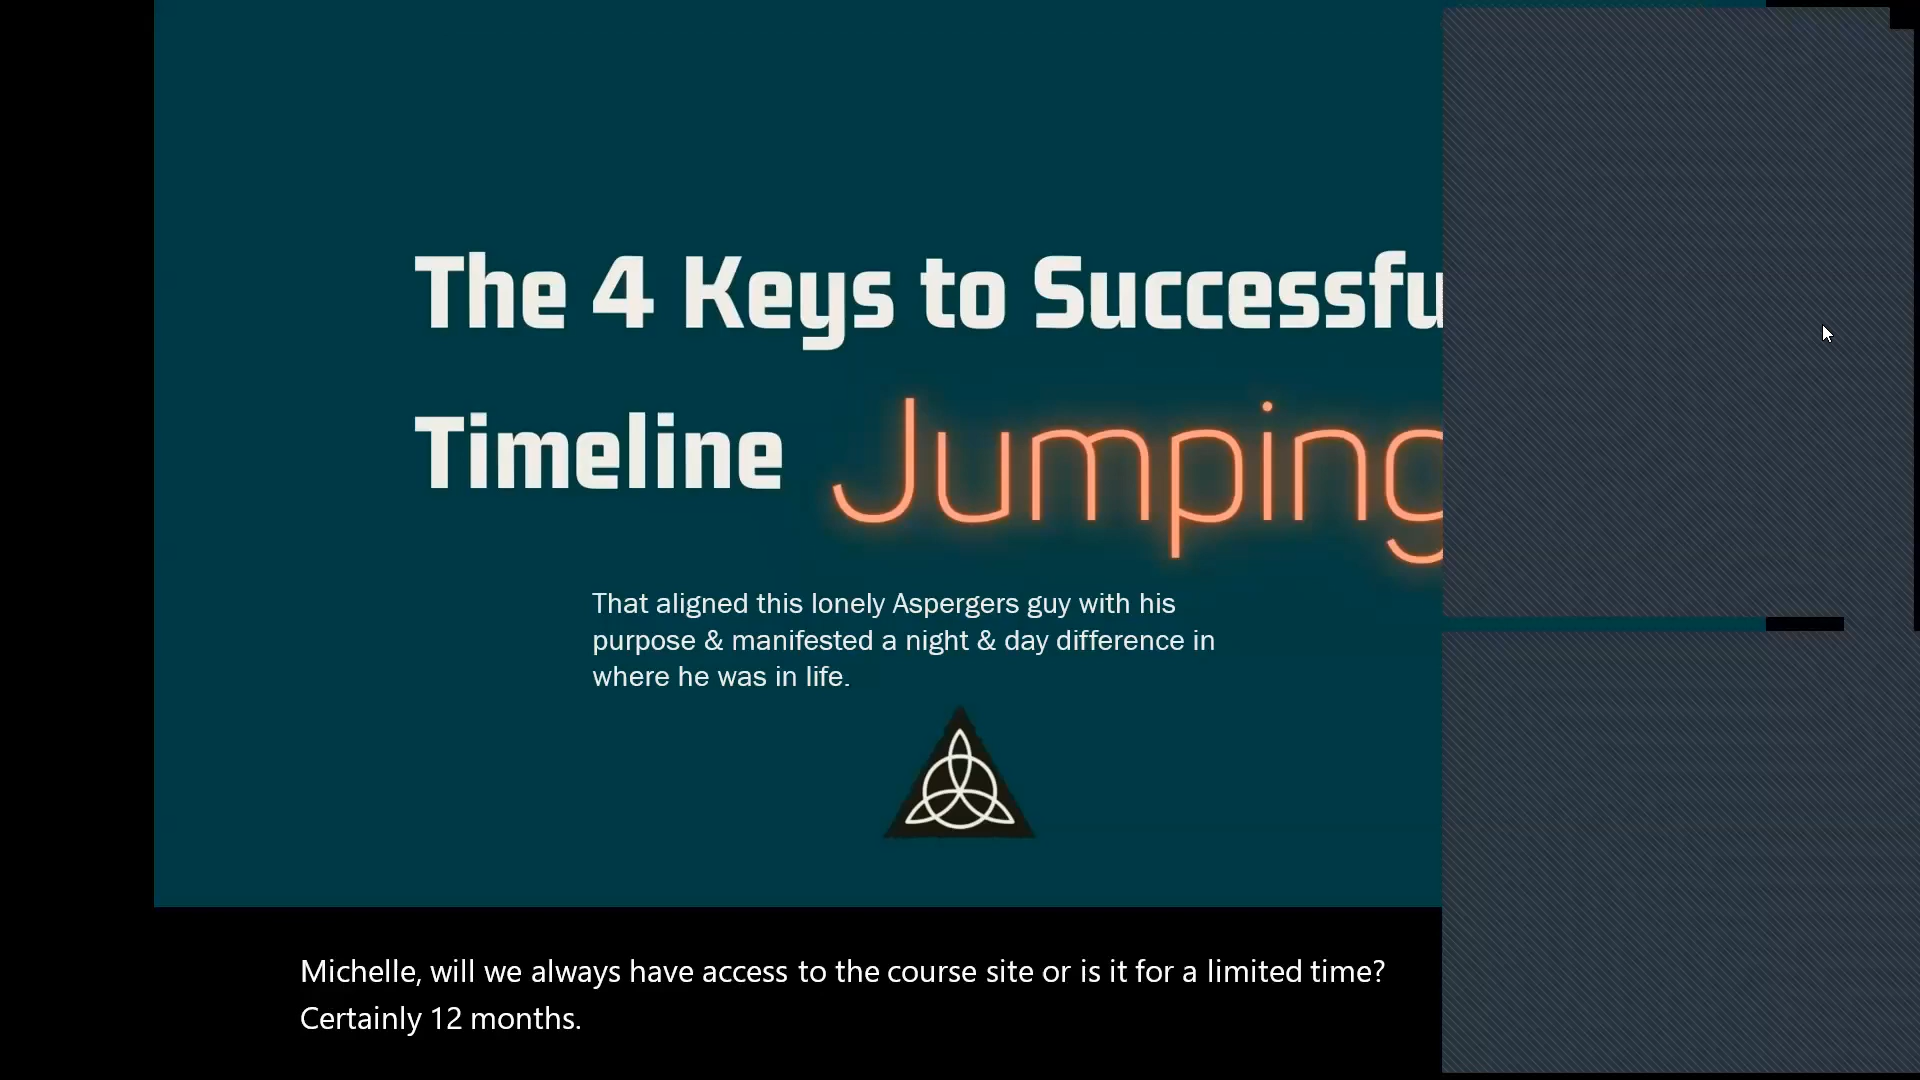 The 4 Keys to Successfu
Timeline Jumping
That aligned this lonely Aspergers guy with his
purpose & manifested a night & day difference in
where he was in life.
Michelle, will we always have access to the course site or is it for a limited time?
Certainly 12 months.